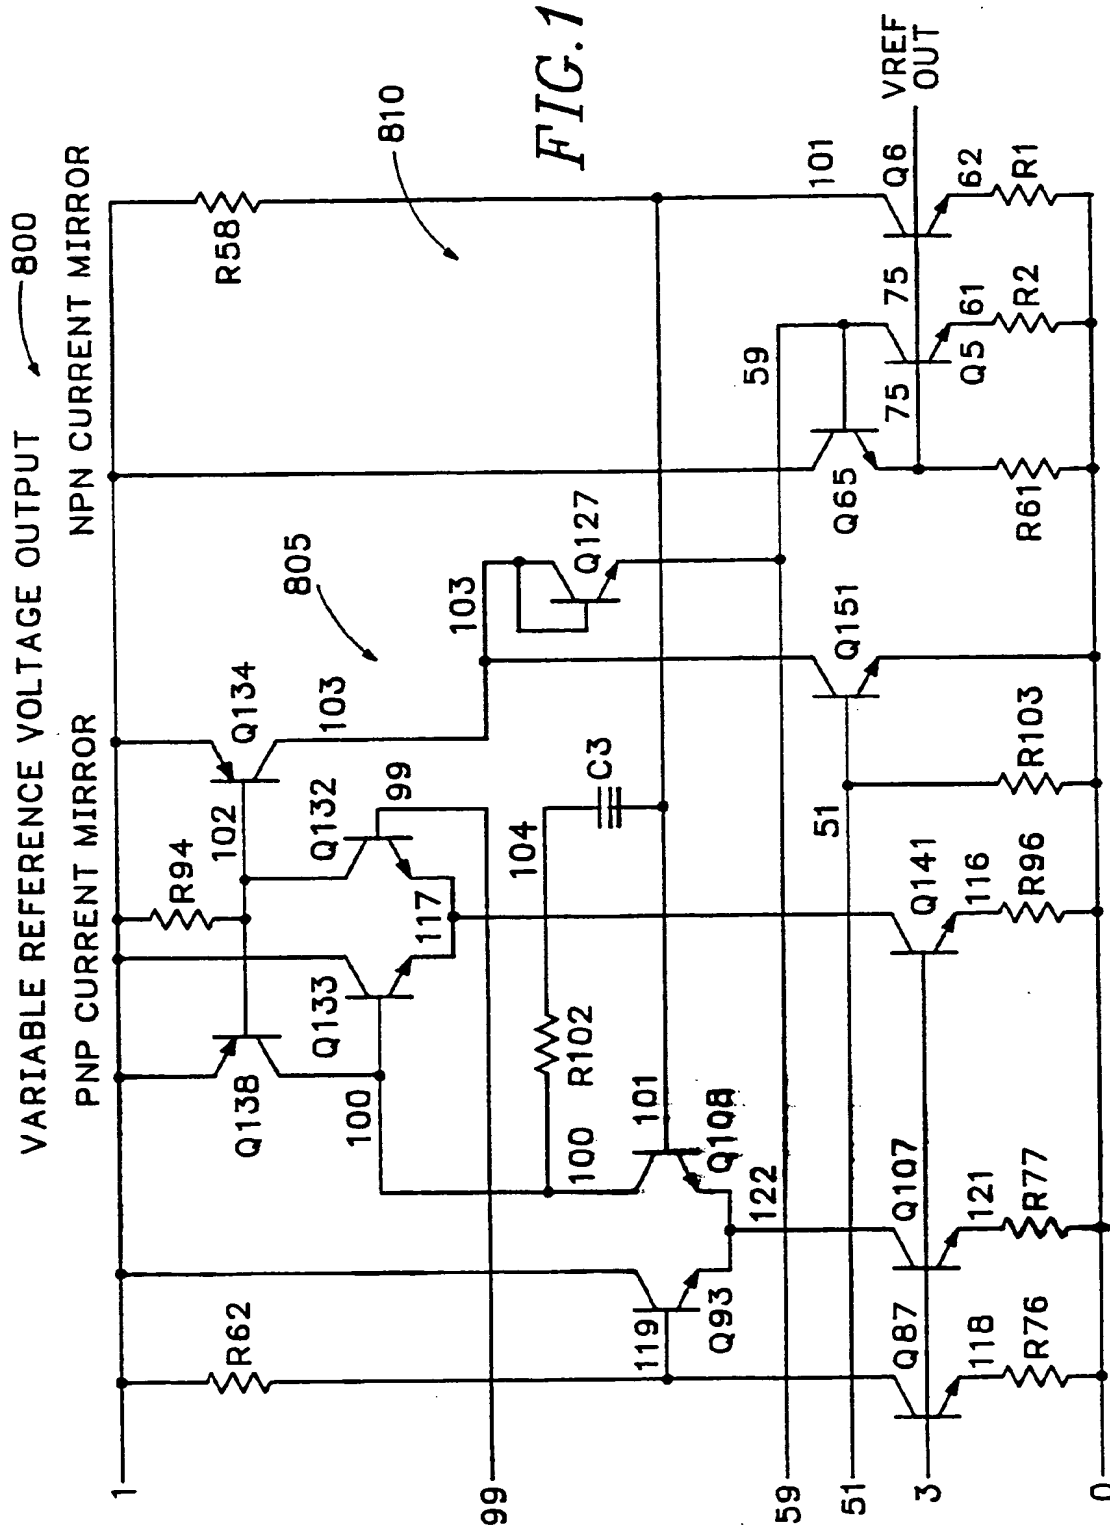 VARIABLE REFERENCE VOLTAGE OUTPUT 800
PNP CURRENT MIRROR
NPN CURRENT MIRROR
1
R62
Q138
R94
102
Q134
R58
Q133
Q132
103
805
103
810
100
117
99
99
104
Q127
FIG.1
R102
C3
100
101
119
Q93
Q108
122
59
59
51
51
Q151
Q65
101
75
75
Q5
Q6
VREF
OUT
3
Q87
Q107
Q141
118
121
116
61
62
R76
R77
R96
R103
R61
R2
R1
0